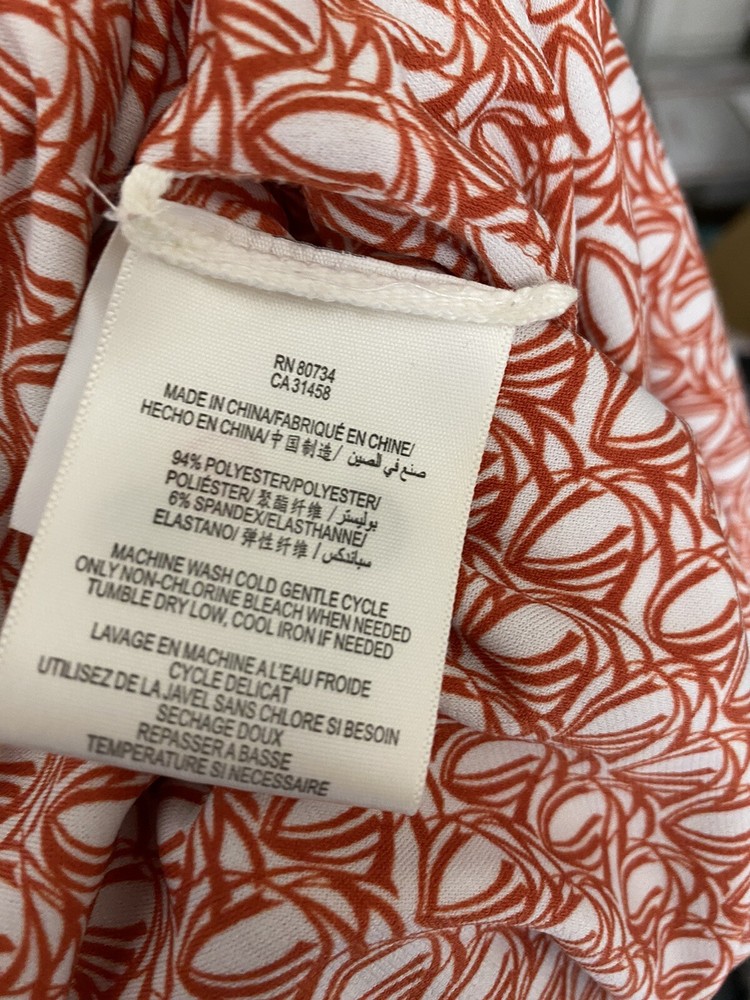 RN 80734
CA 31458
MADE IN CHINA/FABRIQUÉ EN CHINE/
HECHO EN CHINA/中国制造/ صنع في الصين
94% POLYESTER/POLYESTER/
POLIÉSTER/ 聚酯纤维 /بوليستر
6% SPANDEX/ELASTHANNE/
ELASTANO/ 弹性纤维 /سباندكس
MACHINE WASH COLD GENTLE CYCLE
ONLY NON-CHLORINE BLEACH WHEN NEEDED
TUMBLE DRY LOW, COOL IRON IF NEEDED
LAVAGE EN MACHINE A L'EAU FROIDE
CYCLE DELICAT
UTILISEZ DE LA JAVEL SANS CHLORE SI BESOIN
SECHAGE DOUX
REPASSER A BASSE
TEMPERATURE SI NECESSAIRE